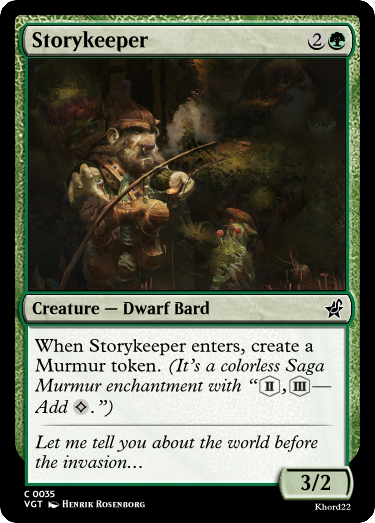 Storykeeper 2
Creature — Dwarf Bard
When Storykeeper enters, create a
Murmur token. (It's a colorless Saga
Murmur enchantment with “II, III—
Add .”)
Let me tell you about the world before
the invasion…
3/2
C 0035
VGT Henrik Rosenborg
Khord22